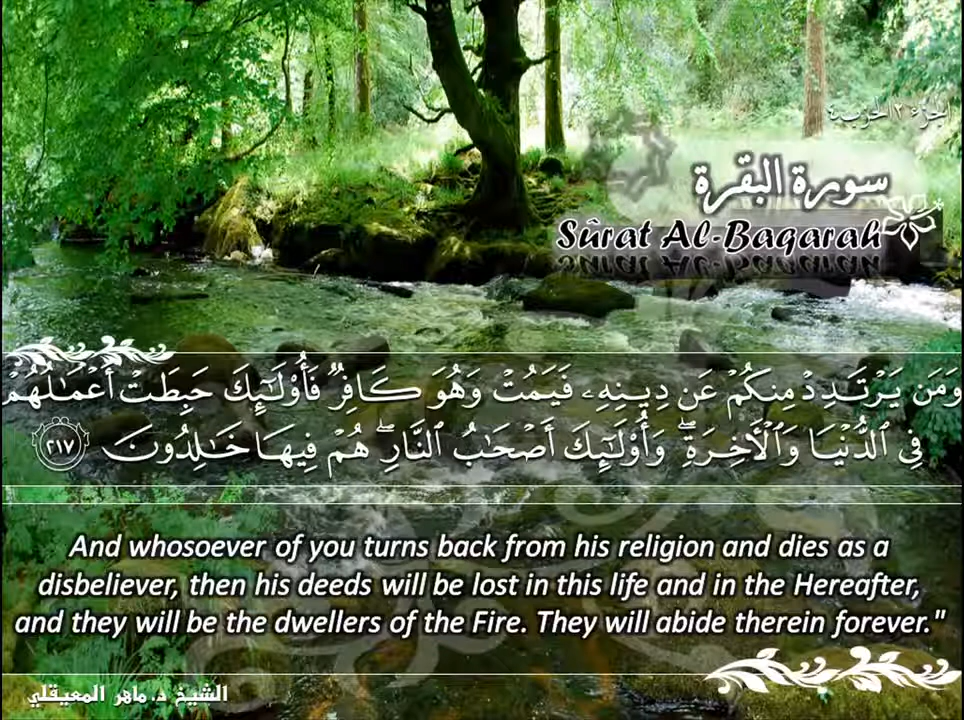 الجزء ٢ الحزب ٤
سورة البقرة
Sûrat Al-Baqarah
وَمَن يَرْتَدِدْ مِنكُمْ عَن دِينِهِۦ فَيَمُتْ وَهُوَ كَافِرٌ فَأُو۟لَـٰٓئِكَ حَبِطَتْ أَعْمَـٰلُهُمْ
فِى ٱلدُّنْيَا وَٱلْـَٔاخِرَةِ ۖ وَأُو۟لَـٰٓئِكَ أَصْحَـٰبُ ٱلنَّارِ ۖ هُمْ فِيهَا خَـٰلِدُونَ ٢١٧
And whosoever of you turns back from his religion and dies as a
disbeliever, then his deeds will be lost in this life and in the Hereafter,
and they will be the dwellers of the Fire. They will abide therein forever."
الشيخ د. ماهر المعيقلي